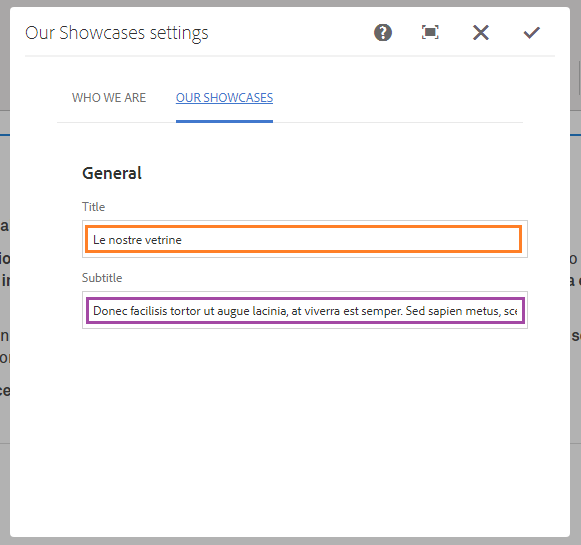 Our Showcases settings
WHO WE ARE
OUR SHOWCASES
General
Title
Le nostre vetrine
Subtitle
Donec facilisis tortor ut augue lacinia, at viverra est semper. Sed sapien metus, sce